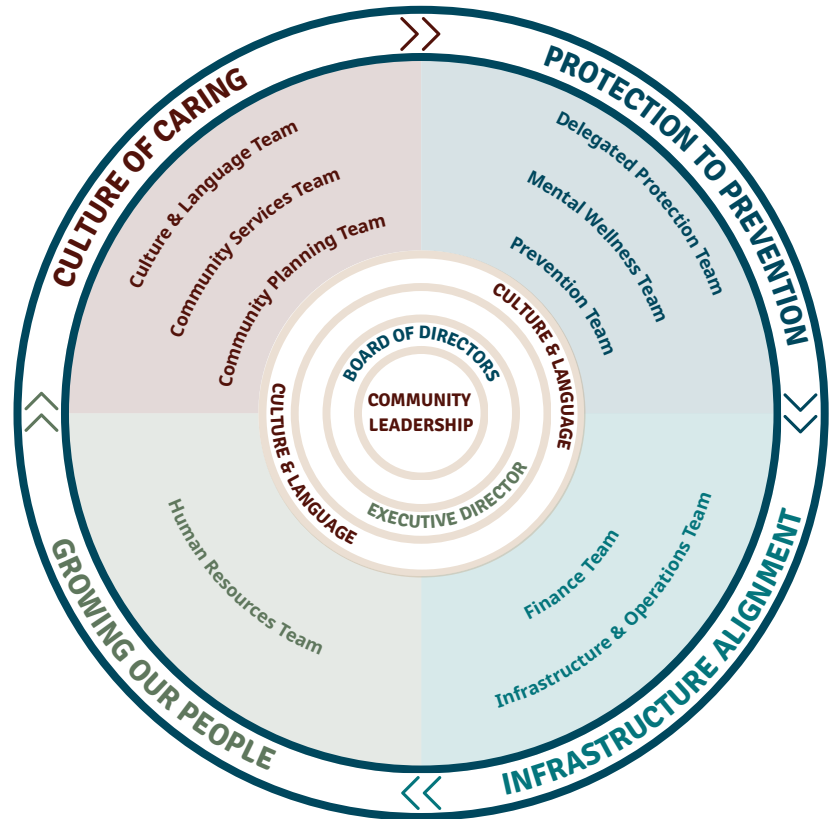 CULTURE OF CARING
Culture & Language Team
Community Services Team
Community Planning Team
PROTECTION TO PREVENTION
Delegated Protection Team
Mental Wellness Team
Prevention Team
CULTURE & LANGUAGE
BOARD OF DIRECTORS
COMMUNITY
LEADERSHIP
EXECUTIVE DIRECTOR
CULTURE & LANGUAGE
GROWING OUR PEOPLE
Human Resources Team
INFRASTRUCTURE ALIGNMENT
Finance Team
Infrastructure & Operations Team